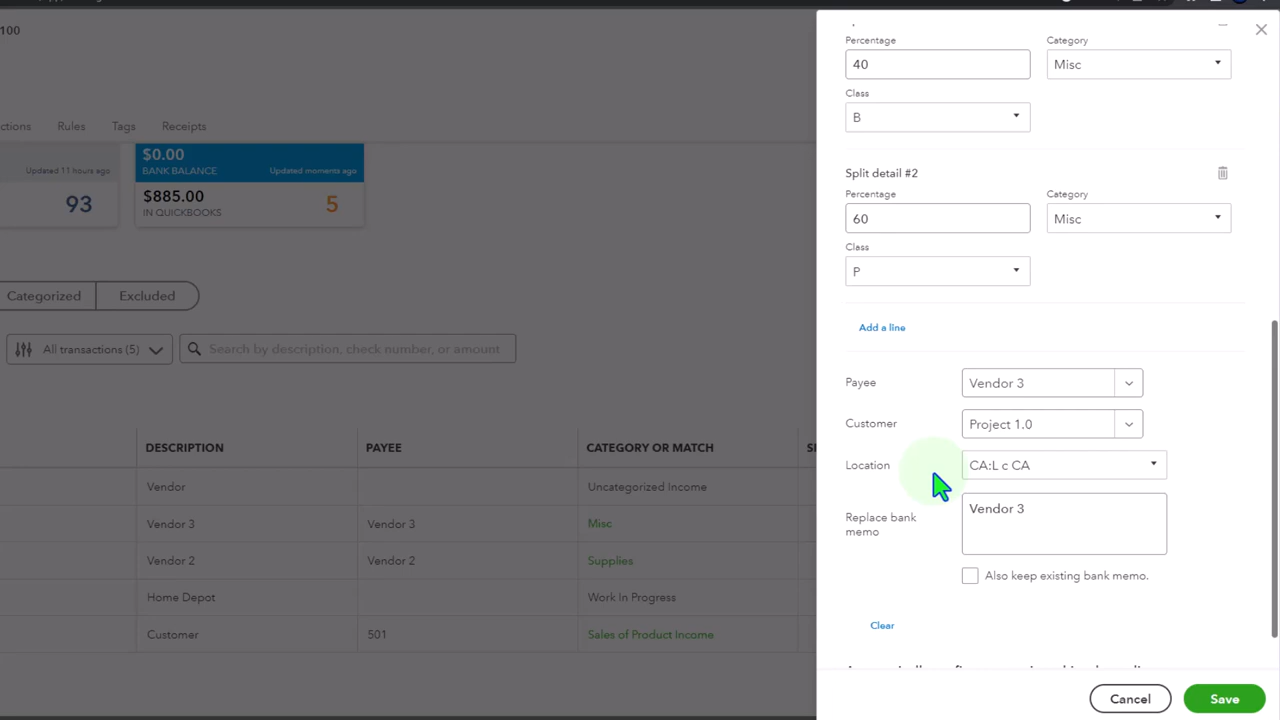 100
ctions Rules Tags Receipts
Updated 11 hours ago
93
$0.00
BANK BALANCE Updated moments ago
$885.00
IN QUICKBOOKS
5
Categorized Excluded
All transactions (5)
Search by description, check number, or amount
DESCRIPTION PAYEE CATEGORY OR MATCH
Vendor Uncategorized Income
Vendor 3 Vendor 3 Misc
Vendor 2 Vendor 2 Supplies
Home Depot Work In Progress
Customer 501 Sales of Product Income
Percentage Category
40 Misc
Class
B
Split detail #2
Percentage Category
60 Misc
Class
P
Add a line
Payee Vendor 3
Customer Project 1.0
Location CA:L c CA
Replace bank
memo
Vendor 3
Also keep existing bank memo.
Clear
Cancel Save